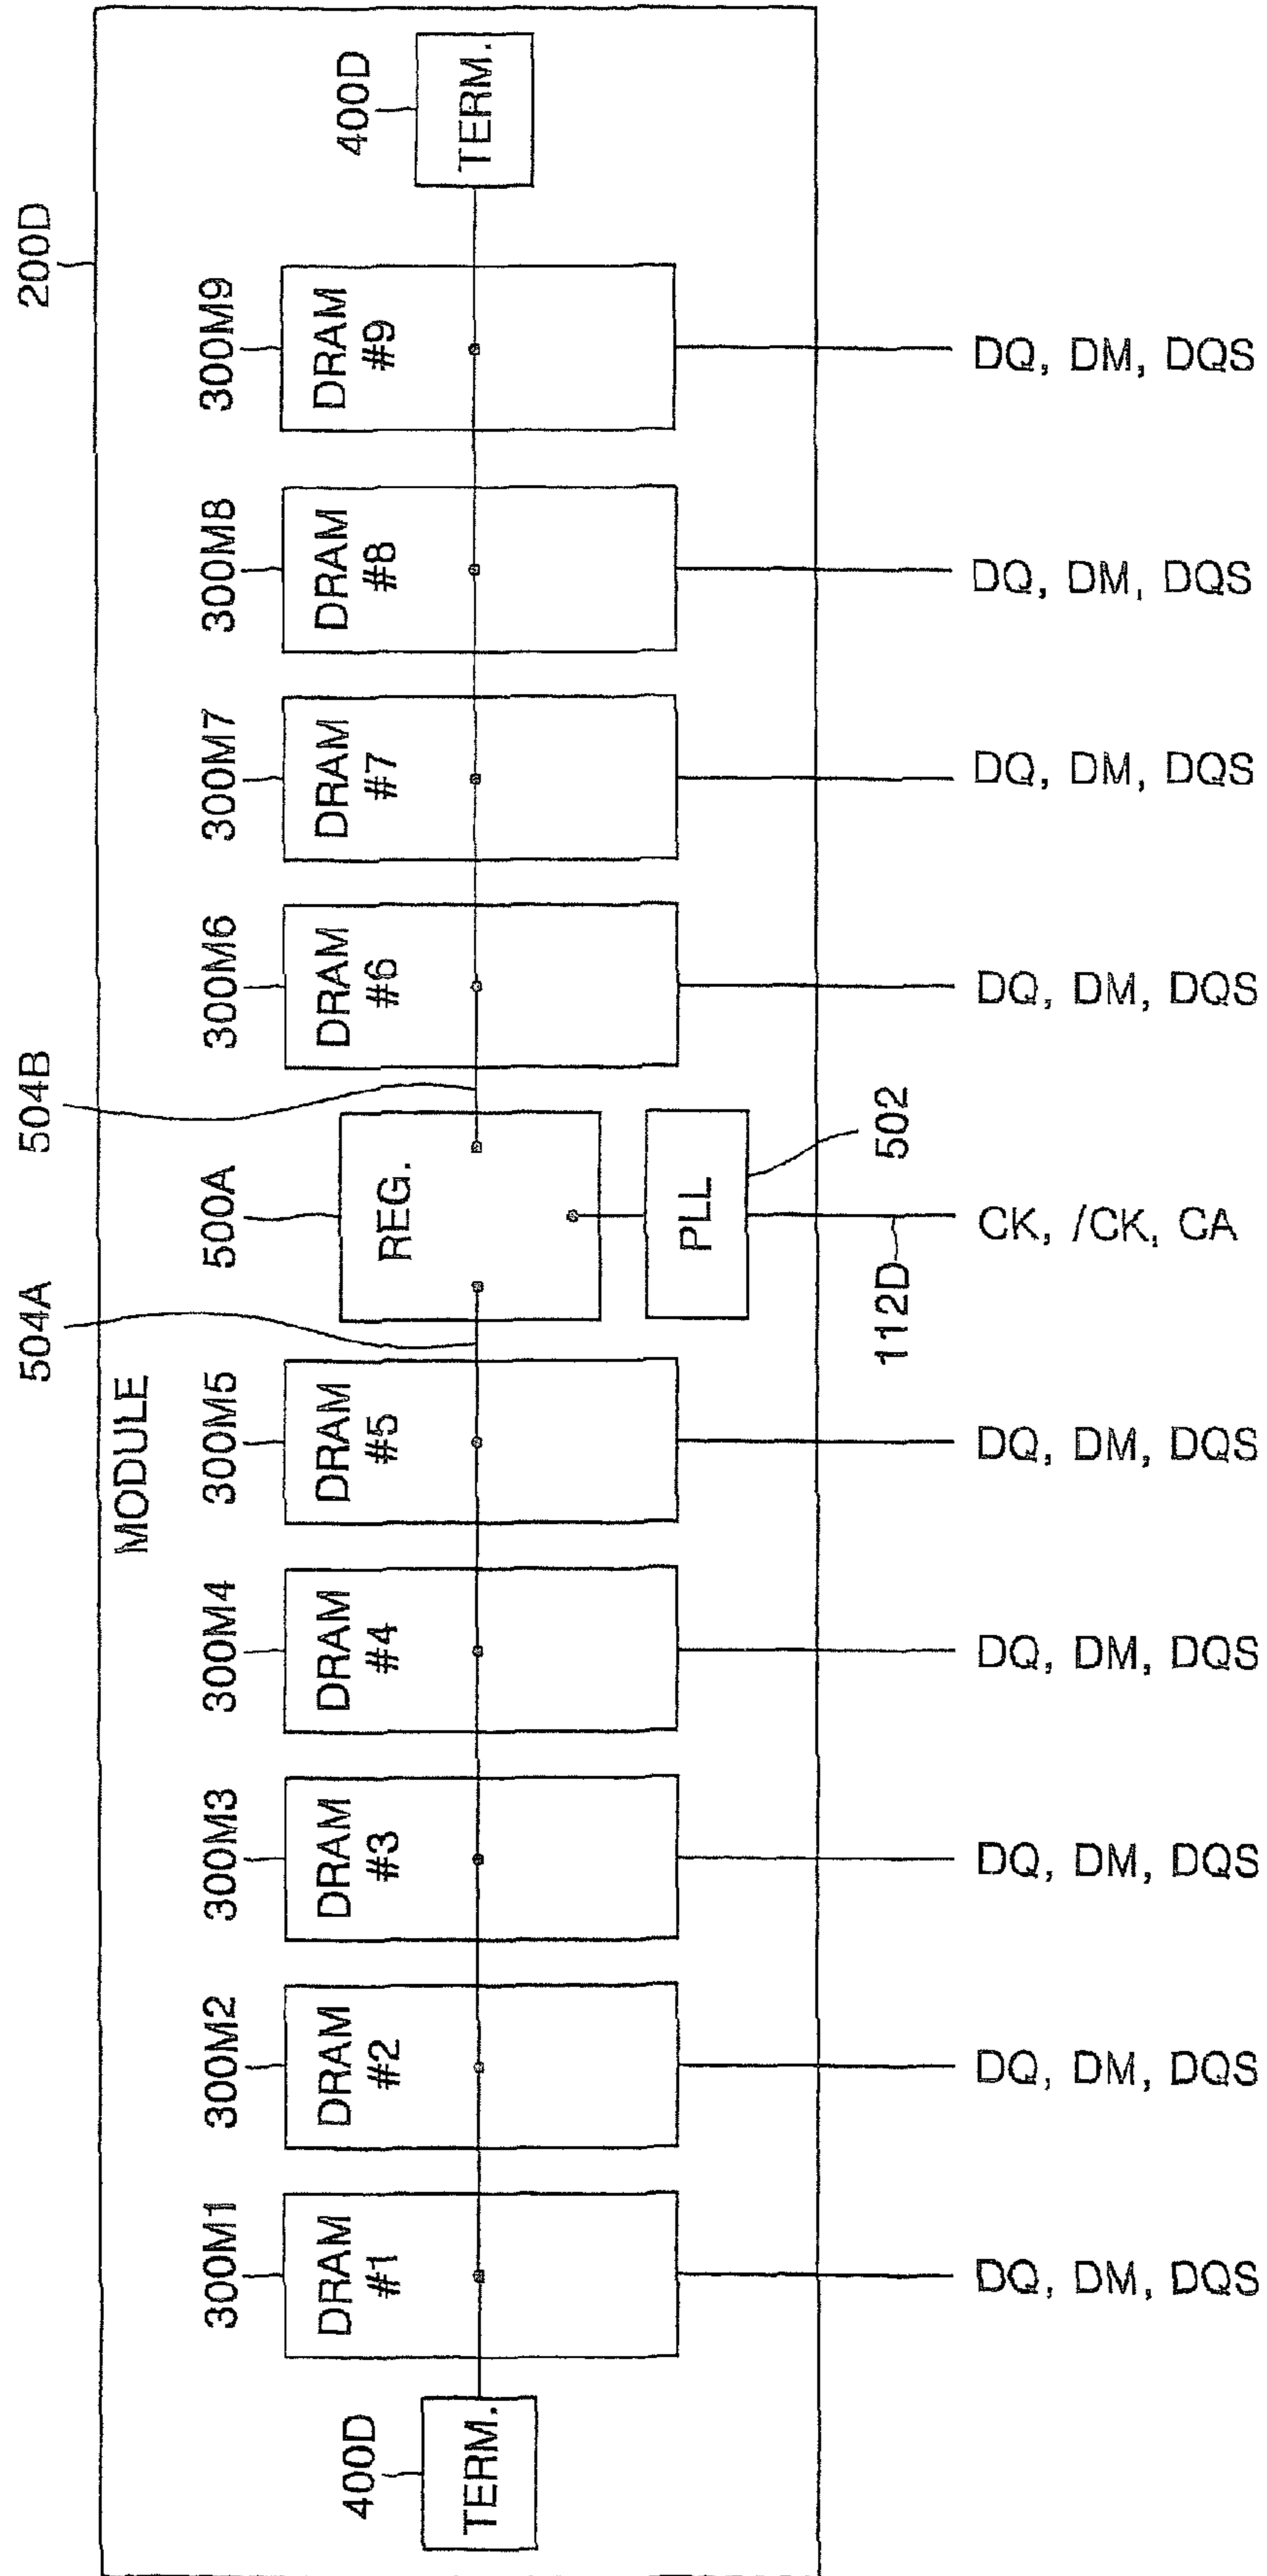 200D
MODULE
504A
504B
400D
300M1
300M2
300M3
300M4
300M5
500A
300M6
300M7
300M8
300M9
400D
TERM.
DRAM
#1
DRAM
#2
DRAM
#3
DRAM
#4
DRAM
#5
REG.
DRAM
#6
DRAM
#7
DRAM
#8
DRAM
#9
TERM.
PLL
502
112D
DQ, DM, DQS
DQ, DM, DQS
DQ, DM, DQS
DQ, DM, DQS
DQ, DM, DQS
CK, /CK, CA
DQ, DM, DQS
DQ, DM, DQS
DQ, DM, DQS
DQ, DM, DQS